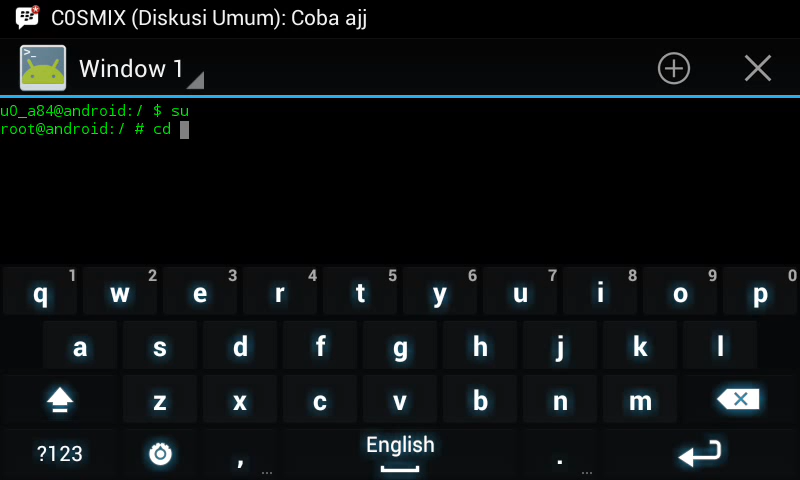 C0SMIX (Diskusi Umum): Coba ajj
>_
Window 1
u0_a84@android:/ $ su
root@android:/ # cd
1 2 3 4 5 6 7 8 9 0
q w e r t y u i o p
a s d f g h j k l
z x c v b n m
?123 , ... English . ...